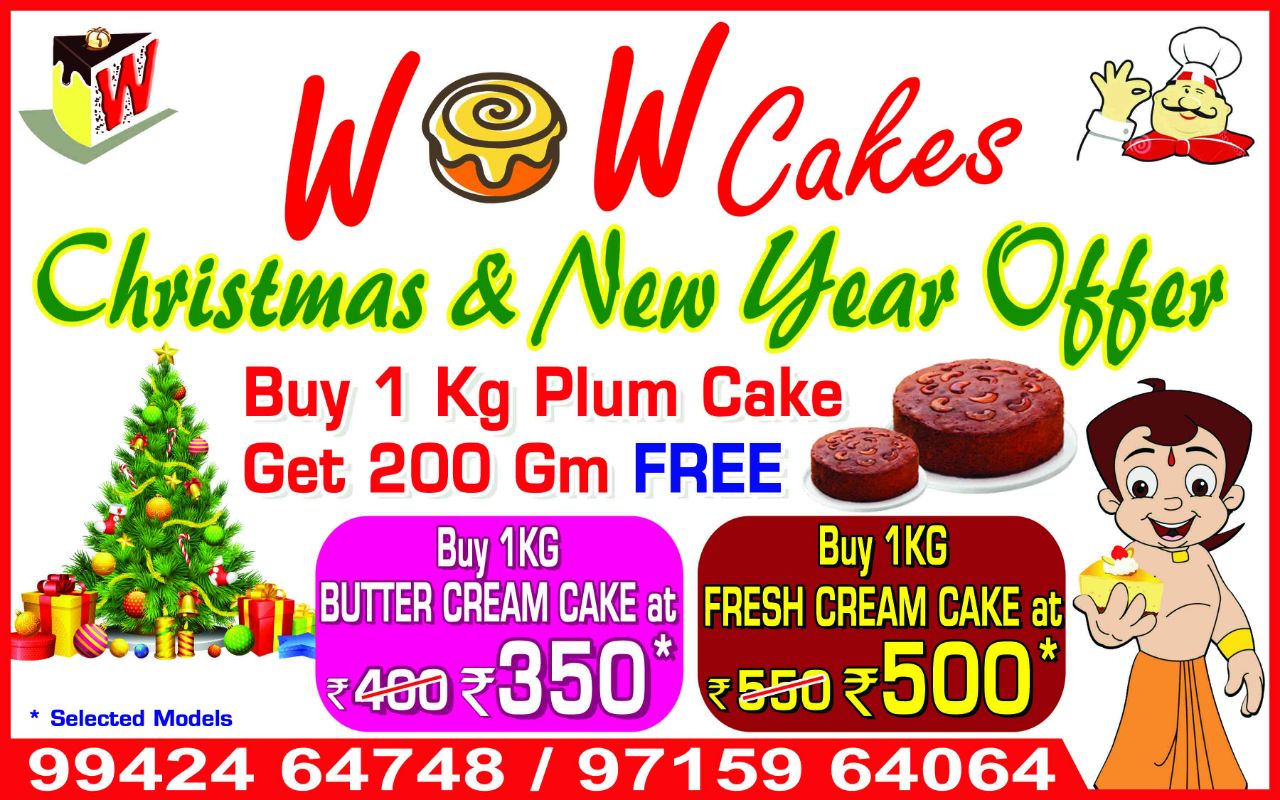 W W Cakes
Christmas & New Year Offer
Buy 1 Kg Plum Cake
Get 200 Gm FREE
Buy 1KG
BUTTER CREAM CAKE at
₹400 ₹350*
Buy 1KG
FRESH CREAM CAKE at
₹550 ₹500*
* Selected Models
99424 64748 / 97159 64064